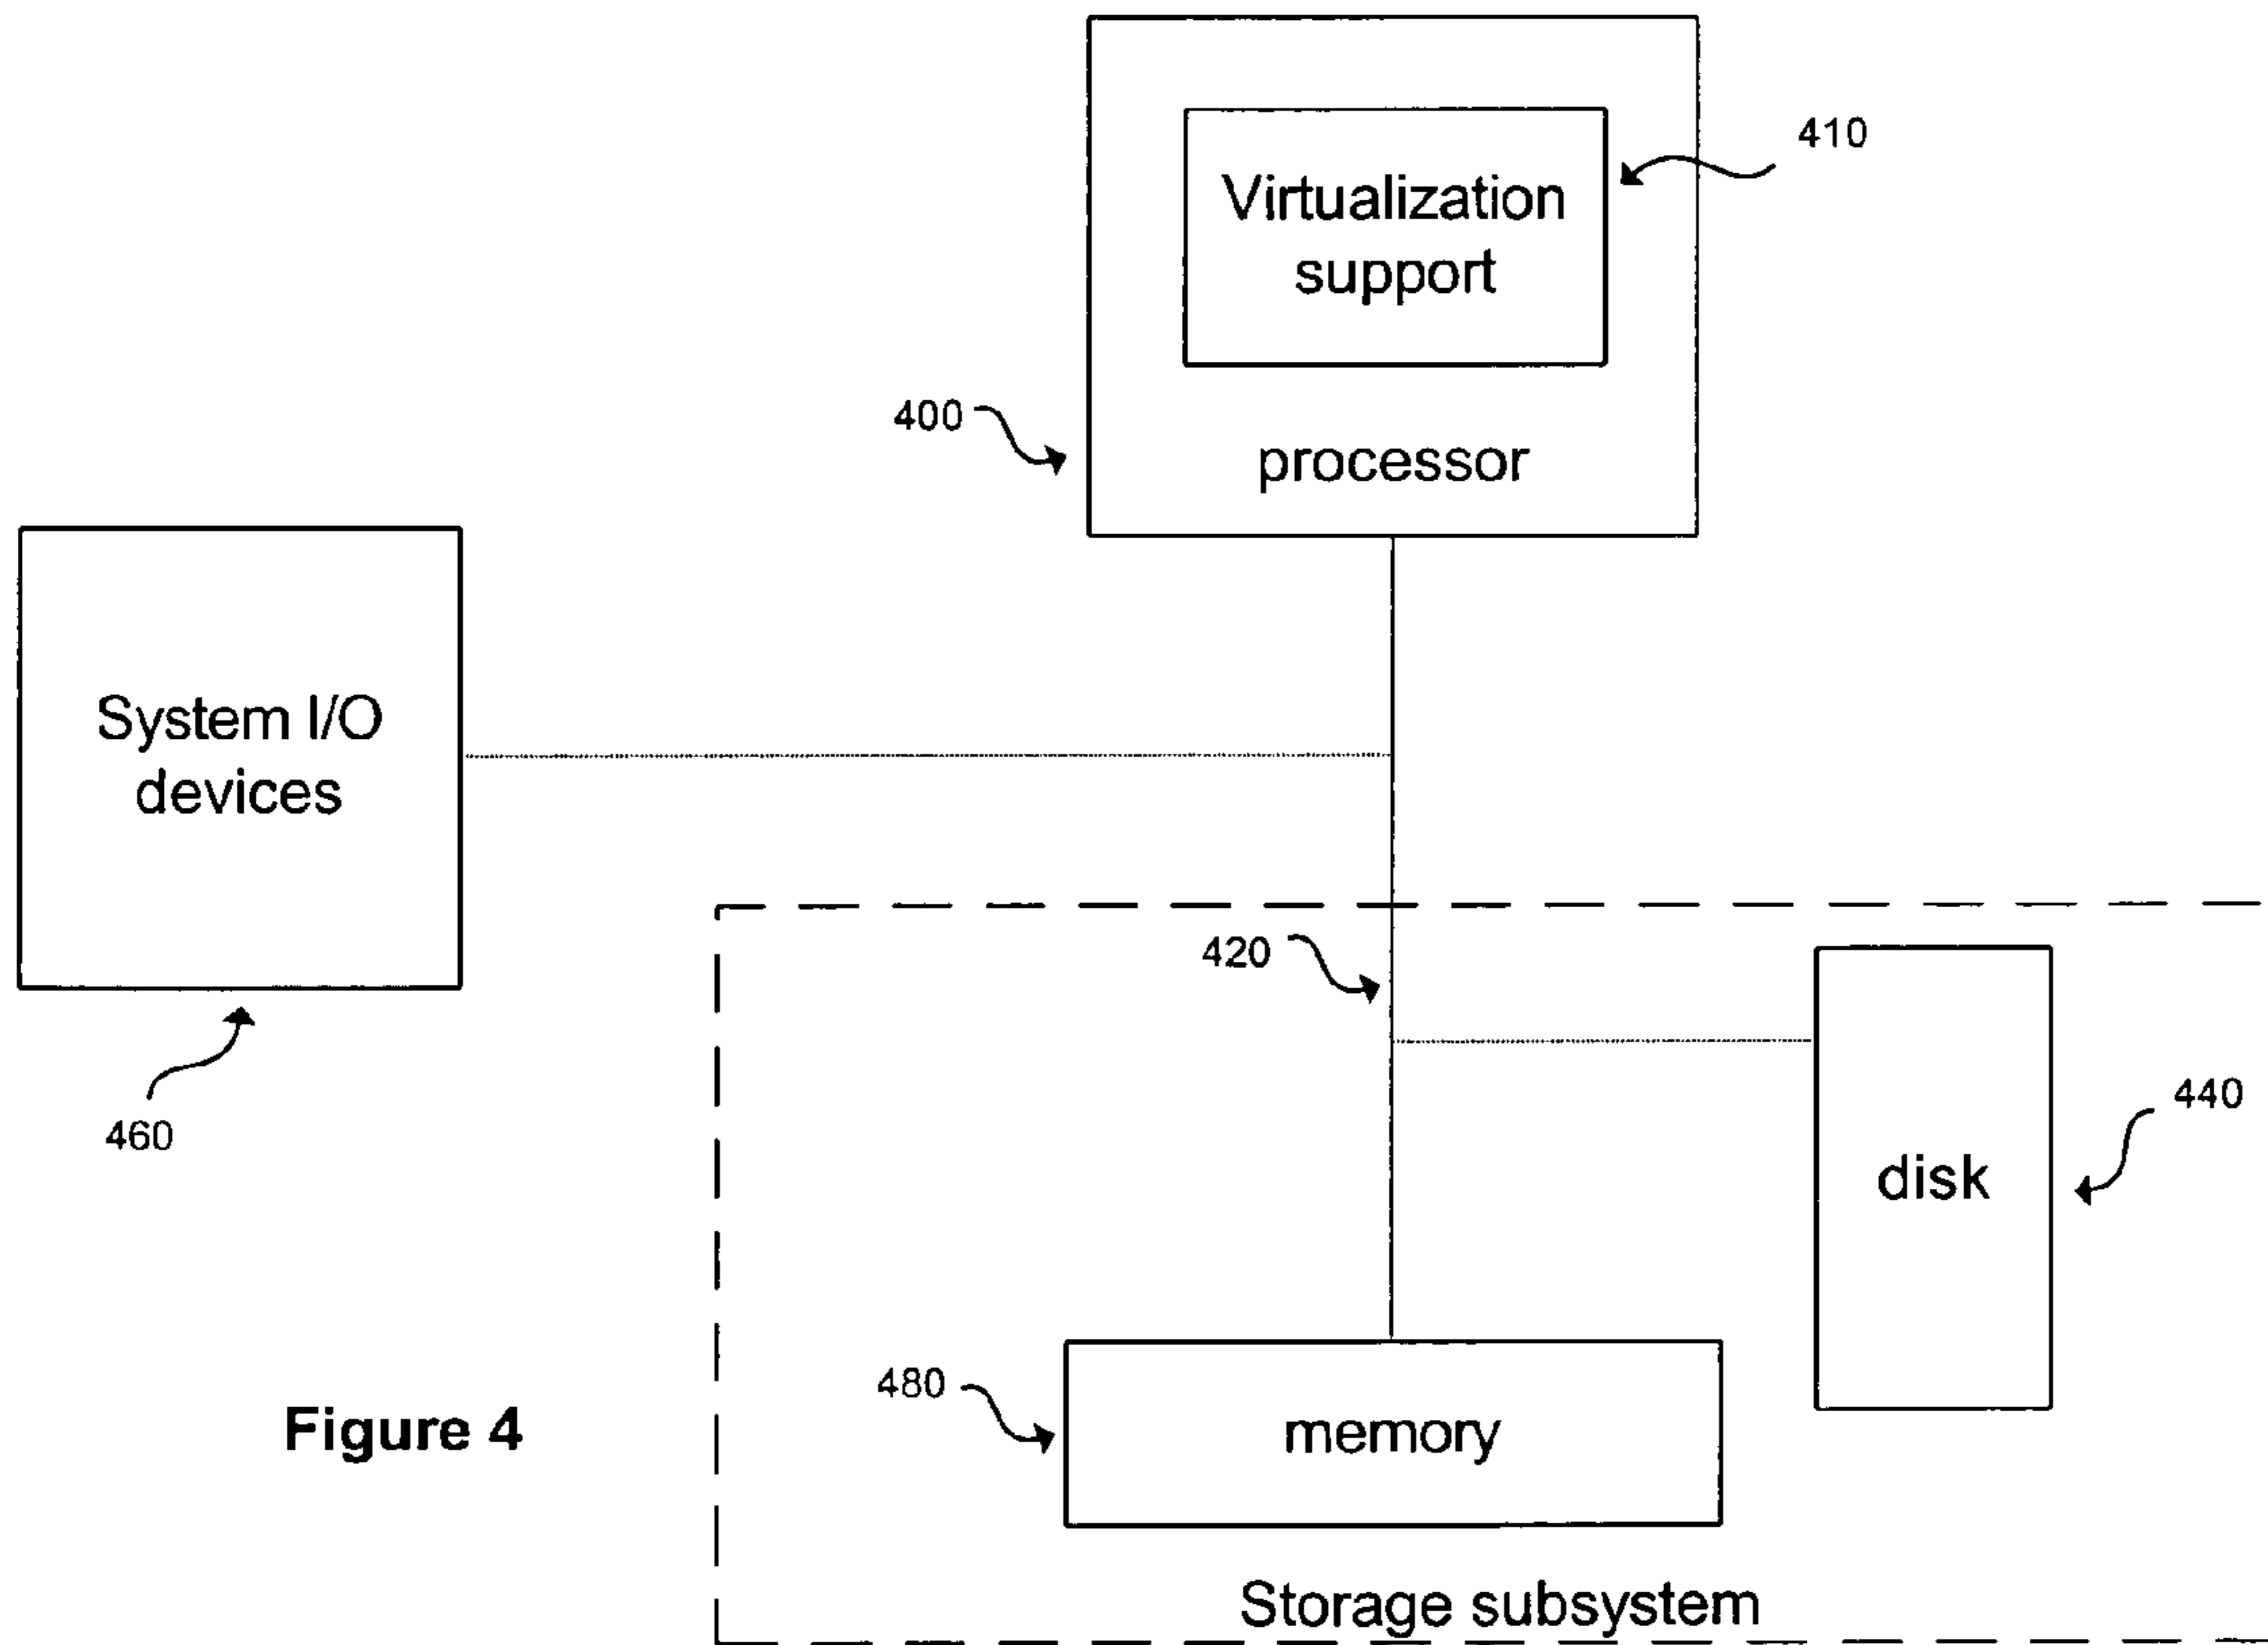 410
Virtualization
support
400
processor
System I/O
devices
420
440
460
disk
480
memory
Figure 4
Storage subsystem